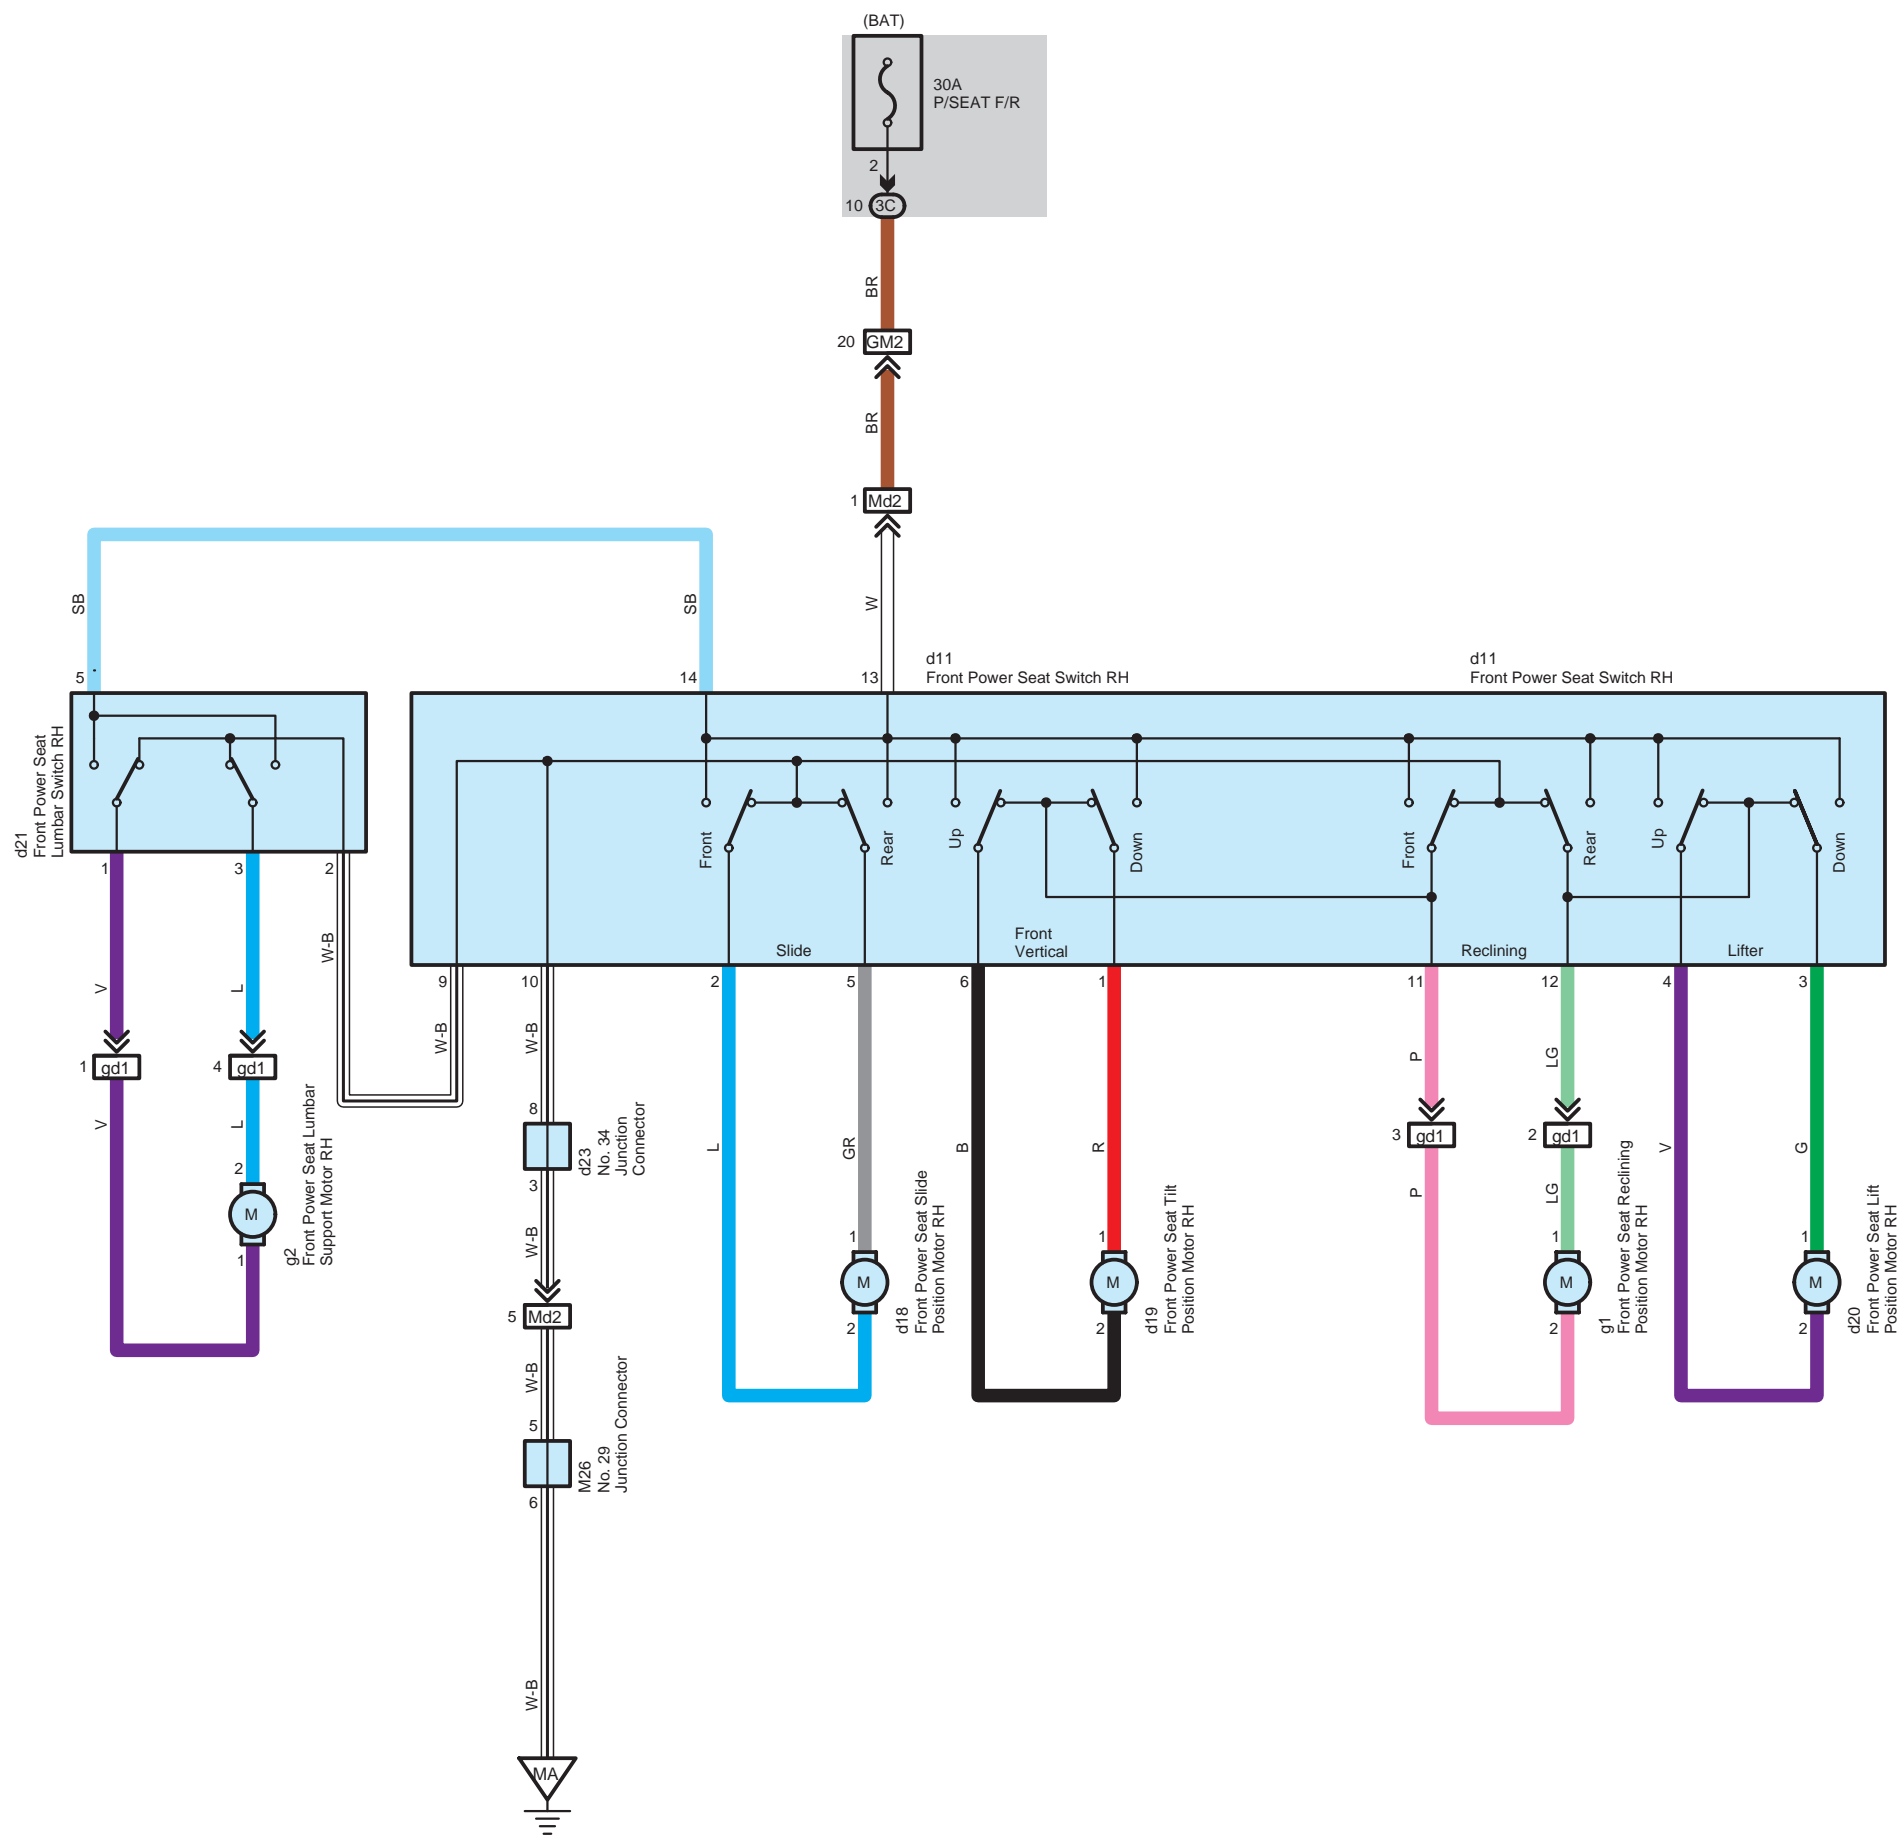 (BAT)
30A
P/SEAT F/R
2
10
3C
BR
20
GM2
BR
1
Md2
SB
SB
W
5
14
13
d11
Front Power Seat Switch RH
d11
Front Power Seat Switch RH
d21
Front Power Seat
Lumbar Switch RH
Front
Rear
Up
Down
Front
Rear
Up
Down
Slide
Front
Vertical
Reclining
Lifter
1
3
2
9
10
2
5
6
1
11
12
4
3
W-B
V
L
W-B
W-B
P
LG
1
gd1
4
gd1
8
d23
No. 34
Junction
Connector
3
gd1
2
gd1
V
L
L
GR
B
R
V
G
2
M
1
g2
Front Power Seat Lumbar
Support Motor RH
3
W-B
P
LG
1
M
2
d18
Front Power Seat Slide
Position Motor RH
1
M
2
d19
Front Power Seat Tilt
Position Motor RH
1
M
2
g1
Front Power Seat Reclining
Position Motor RH
1
M
2
d20
Front Power Seat Lift
Position Motor RH
5
Md2
W-B
5
M26
No. 29
Junction Connector
6
W-B
MA